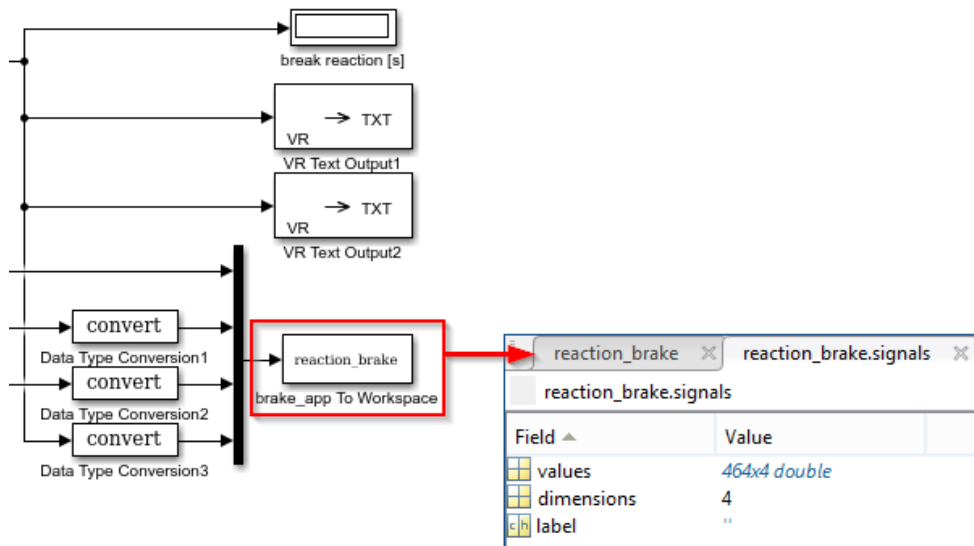 break reaction [s]
TXT
VR
VR Text Output1
TXT
VR
VR Text Output2
convert
Data Type Conversion1
convert
Data Type Conversion2
convert
Data Type Conversion3
reaction_brake
brake_app To Workspace
reaction_brake reaction_brake.signals
reaction_brake.signals
Field Value
values 464x4 double
dimensions 4
ch label ''